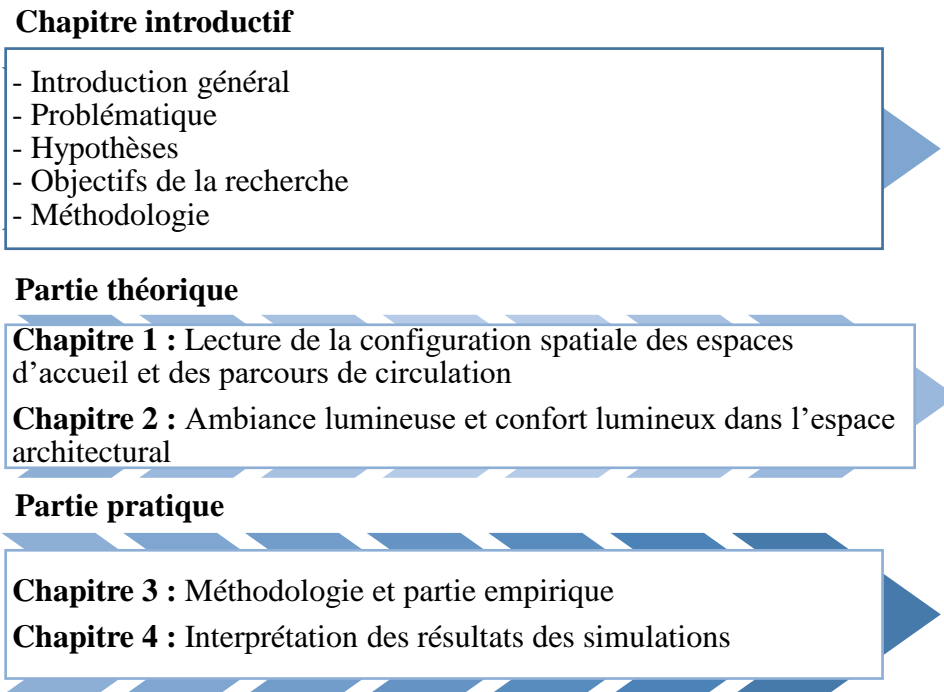 Chapitre introductif
- Introduction général
- Problématique
- Hypothèses
- Objectifs de la recherche
- Méthodologie
Partie théorique
Chapitre 1 : Lecture de la configuration spatiale des espaces
d’accueil et des parcours de circulation
Chapitre 2 : Ambiance lumineuse et confort lumineux dans l’espace
architectural
Partie pratique
Chapitre 3 : Méthodologie et partie empirique
Chapitre 4 : Interprétation des résultats des simulations